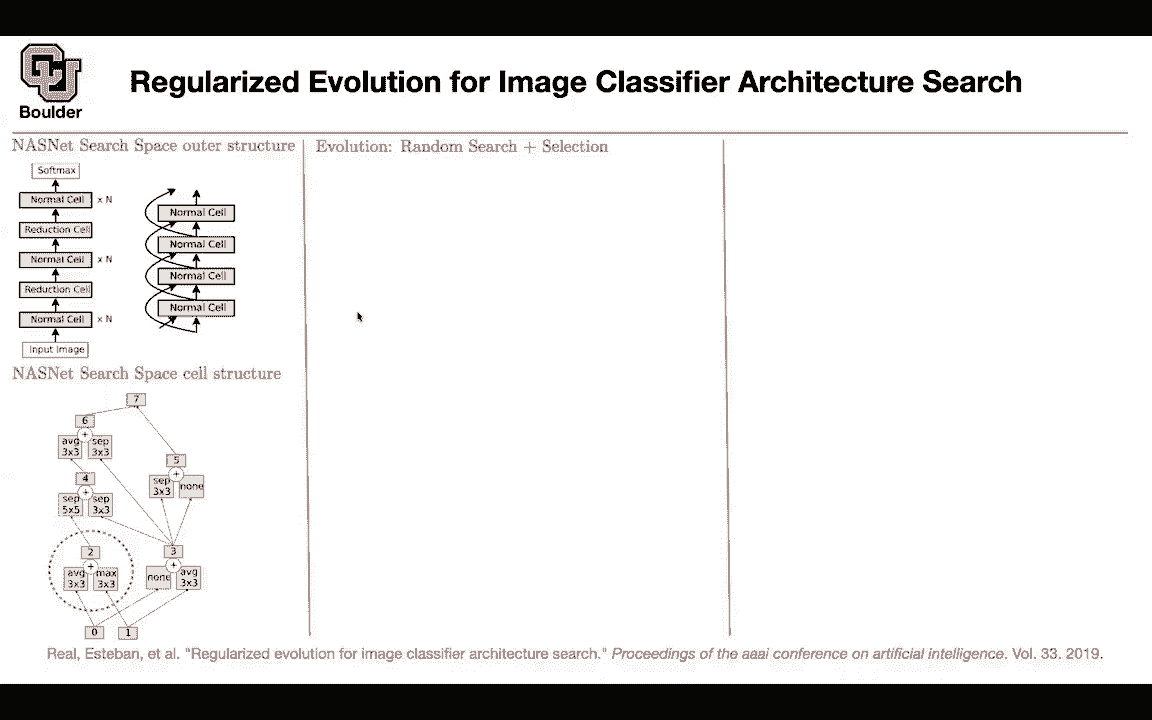 Boulder
Regularized Evolution for Image Classifier Architecture Search
NASNet Search Space outer structure
Softmax
Normal Cell x N
Reduction Cell
Normal Cell x N
Reduction Cell
Normal Cell x N
Input Image
Normal Cell
Normal Cell
Normal Cell
Normal Cell
NASNet Search Space cell structure
7
6
+
avg 3x3
sep 3x3
5
+
sep 3x3
none
4
+
sep 5x5
sep 3x3
2
+
avg 3x3
max 3x3
3
+
none
avg 3x3
0
1
Evolution: Random Search + Selection
Real, Esteban, et al. "Regularized evolution for image classifier architecture search." Proceedings of the aaai conference on artificial intelligence. Vol. 33. 2019.